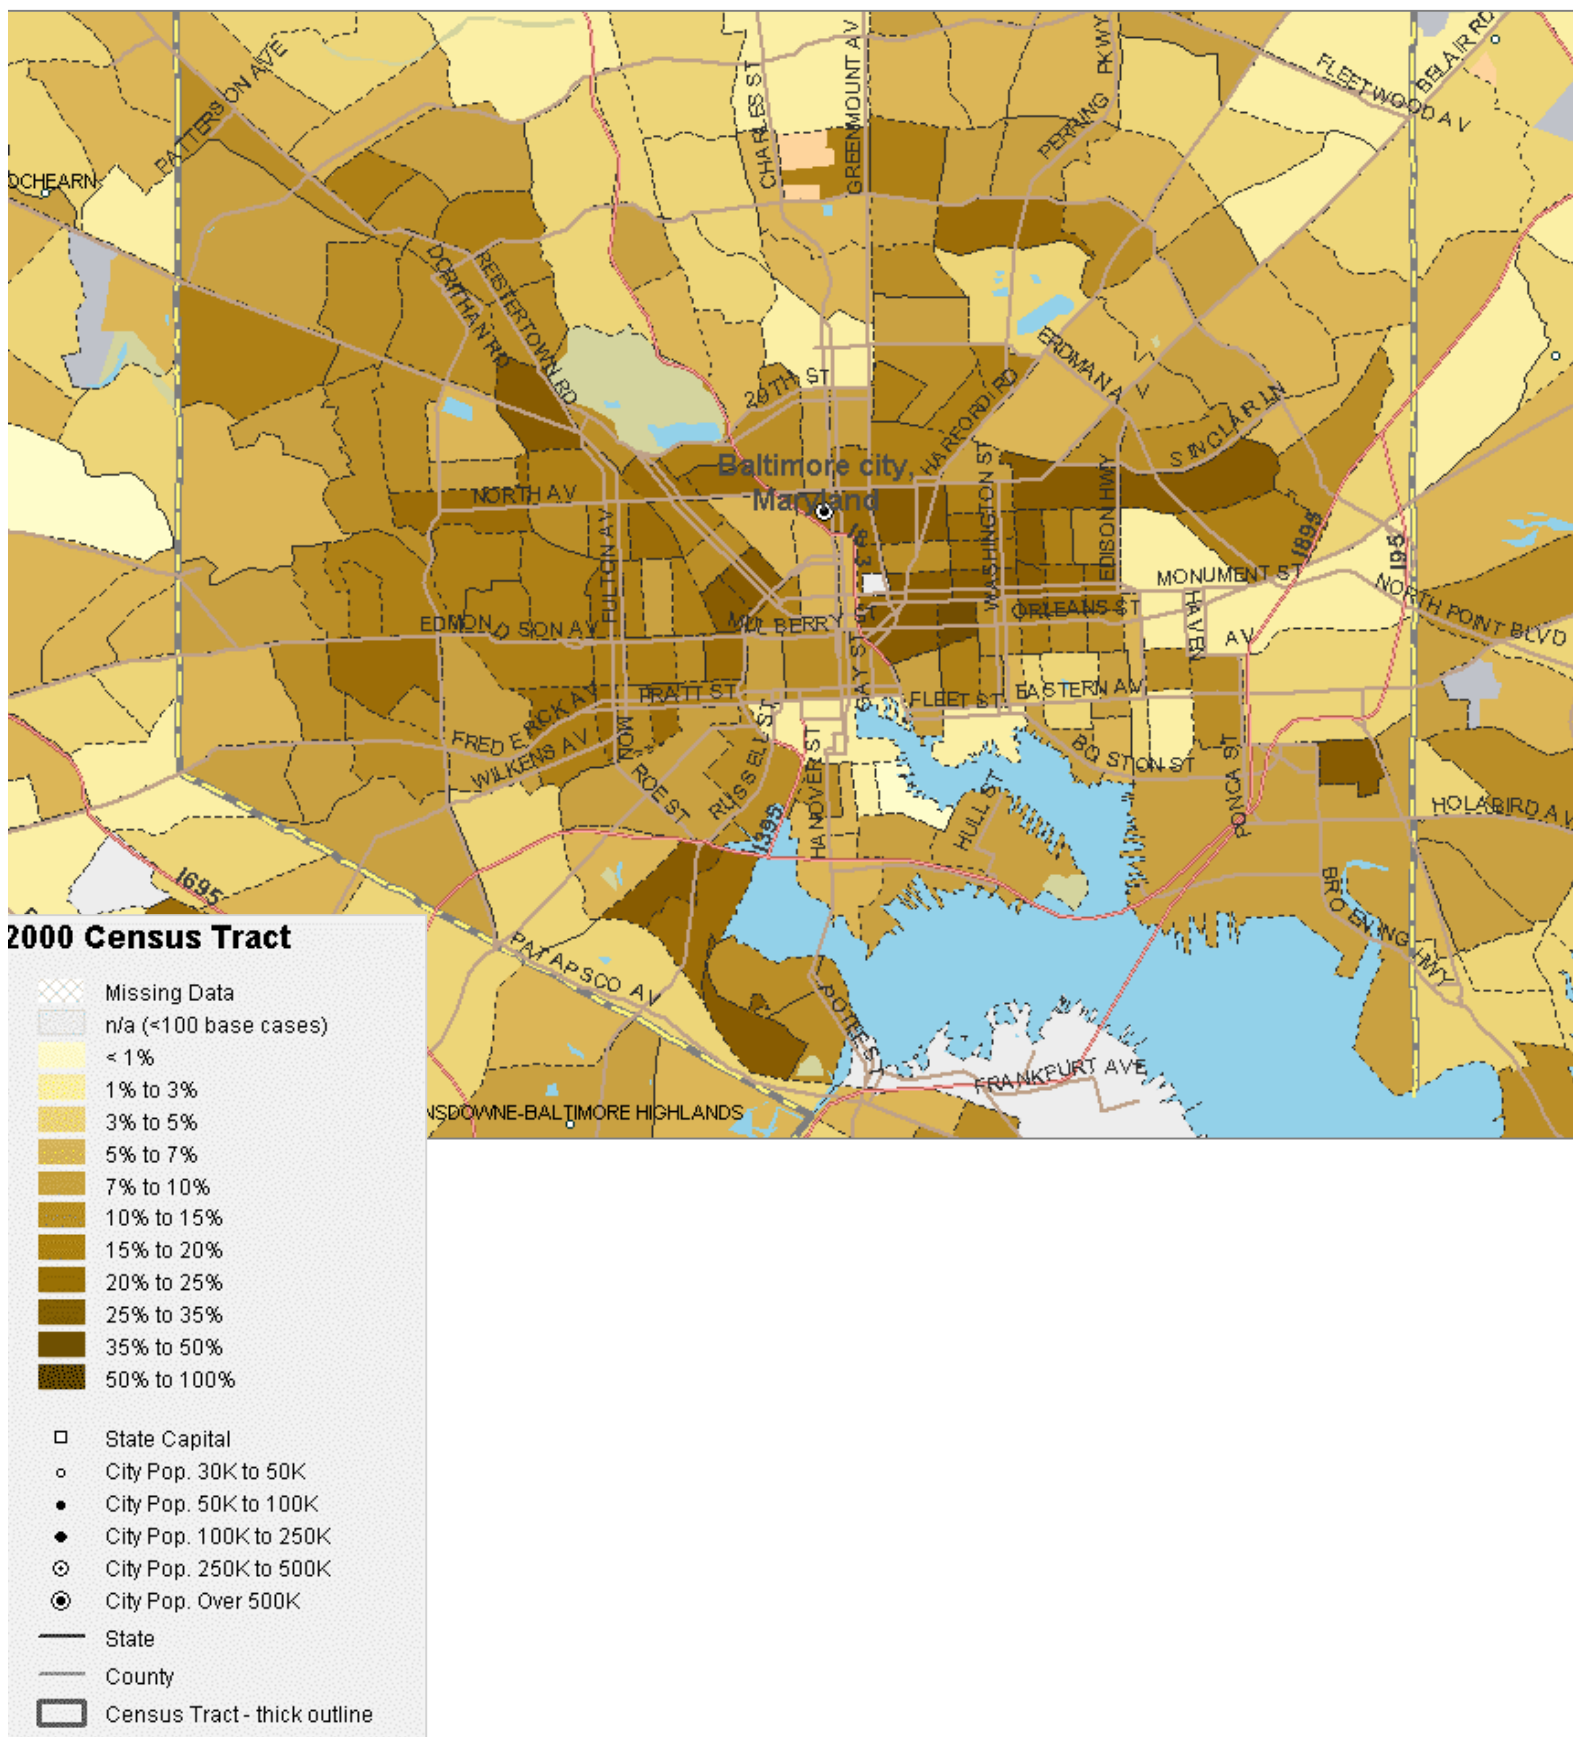 PATTERSON AVE
CHARLES ST
GREENMOUNT AV
PERRING PKWY
FLEETWOOD AV
BELAIR RD
OCHEARN
DORITHAN RD
REISTERTOWN RD
29TH ST
HARFORD RD
ERDMAN AV
SINCLAIR LN
Baltimore city,
Maryland
NORTH AV
FULTON AV
WASHINGTON ST
EDISON HWY
I895
I95
MONUMENT ST
NORTH POINT BLVD
EDMONDSON AV
MULBERRY
ORLEANS ST
HAVEN
AV
GAY ST
PRATT ST
FLEET ST
EASTERN AV
FREDERICK AV
WILKENS AV
MONROE ST
RUSSELL ST
HANOVER ST
BOSTON ST
PONCA ST
HULL ST
HOLABIRD AV
I395
I695
BROENING HWY
PATAPSCO AV
POTEE ST
FRANKFURT AVE
NSDOWNE-BALTIMORE HIGHLANDS
2000 Census Tract
Missing Data
n/a (<100 base cases)
< 1%
1% to 3%
3% to 5%
5% to 7%
7% to 10%
10% to 15%
15% to 20%
20% to 25%
25% to 35%
35% to 50%
50% to 100%
State Capital
City Pop. 30K to 50K
City Pop. 50K to 100K
City Pop. 100K to 250K
City Pop. 250K to 500K
City Pop. Over 500K
State
County
Census Tract - thick outline